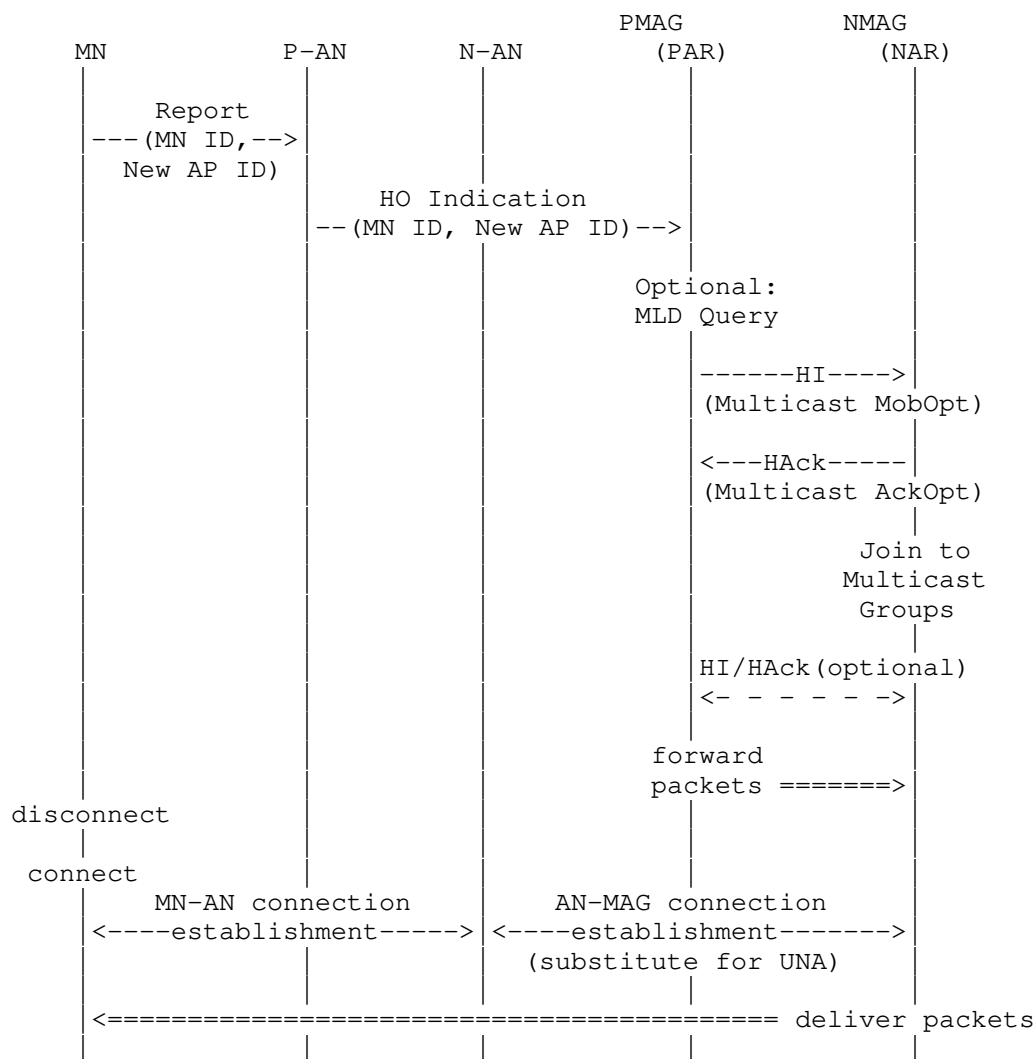 PMAG NMAG
MN P-AN N-AN (PAR) (NAR)
Report
---(MN ID,-->
New AP ID)
HO Indication
--(MN ID, New AP ID)-->
Optional:
MLD Query
------HI---->
(Multicast MobOpt)
<---HAck-----
(Multicast AckOpt)
Join to
Multicast
Groups
HI/HAck(optional)
<- - - - - ->
forward
packets =======>
disconnect
connect
MN-AN connection AN-MAG connection
<----establishment-----> <----establishment------->
(substitute for UNA)
<========================================== deliver packets